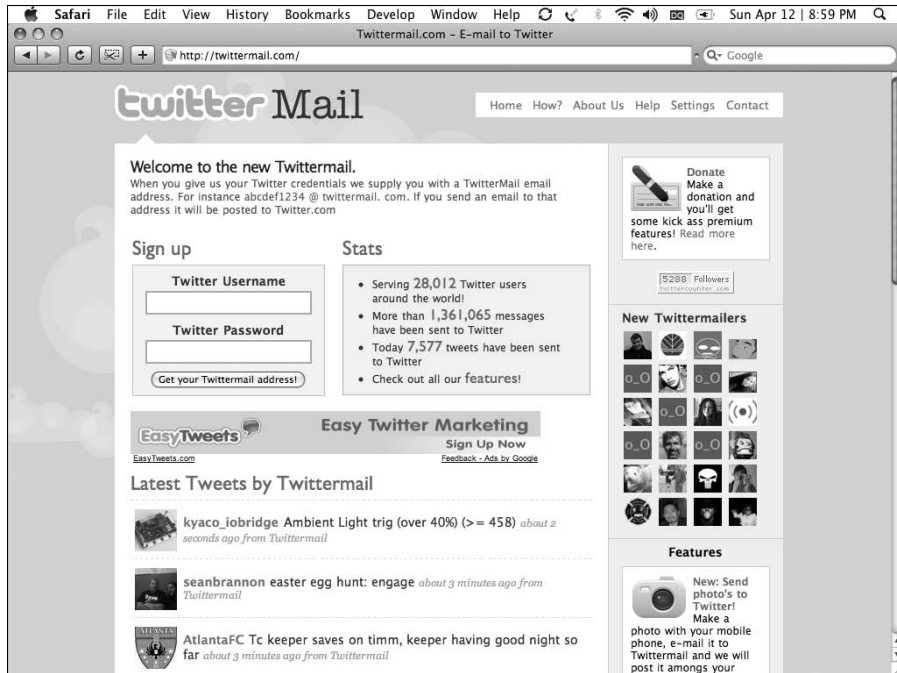 Safari File Edit View History Bookmarks Develop Window Help Sun Apr 12 | 8:59 PM
Twittermail.com – E-mail to Twitter
http://twittermail.com/
Google
twitter Mail
Home How? About Us Help Settings Contact
Welcome to the new Twittermail.
When you give us your Twitter credentials we supply you with a TwitterMail email
address. For instance abcdef1234 @ twittermail. com. If you send an email to that
address it will be posted to Twitter.com
Sign up
Twitter Username
Twitter Password
Get your Twittermail address!
Stats
• Serving 28,012 Twitter users
around the world!
• More than 1,361,065 messages
have been sent to Twitter
• Today 7,577 tweets have been sent
to Twitter
• Check out all our features!
EasyTweets
Easy Twitter Marketing
Sign Up Now
EasyTweets.com
Feedback - Ads by Google
Latest Tweets by Twittermail
kyaco_iobridge Ambient Light trig (over 40%) (>= 458) about 2
seconds ago from Twittermail
seanbrannon easter egg hunt: engage about 3 minutes ago from
Twittermail
ATLANTA
AtlantaFC Tc keeper saves on timm, keeper having good night so
far about 3 minutes ago from Twittermail
Donate
Make a
donation and
you'll get
some kick ass premium
features! Read more
here.
5288 Followers
twittercounter.com
New Twittermailers
o_O
o_O
o_O
o_O
o_O
Features
New: Send
photo's to
Twitter!
Make a
photo with your mobile
phone, e-mail it to
Twittermail and we will
post it amongs your